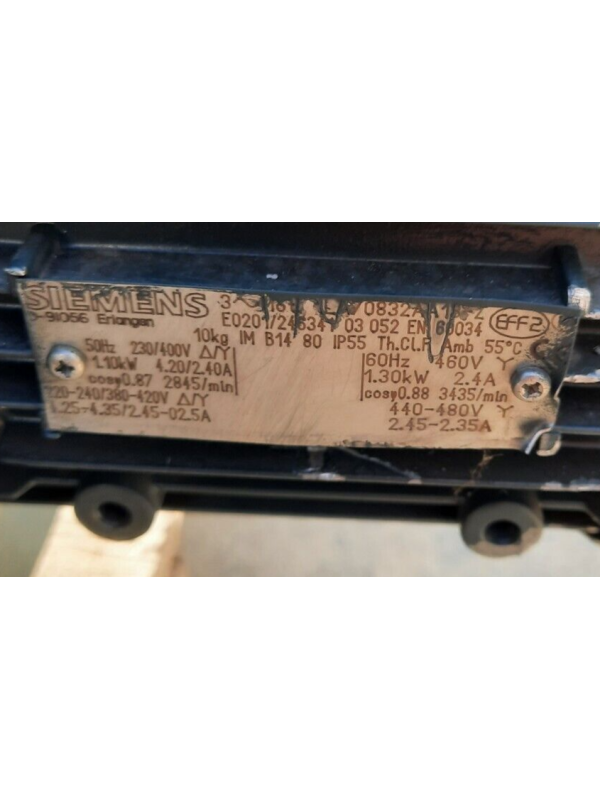 SIEMENS
D-91056 Erlangen
E0201/ 03 052 EN 60034
EFF2
10kg IM B14 80 IP55 Th.Cl.F Amb 55°C
50Hz 230/400V Δ/Y
1.10kW 4.20/2.40A
cosφ0.87 2845/min
220-240/380-420V Δ/Y
4.25-4.35/2.45-02.5A
60Hz 460V Y
1.30kW 2.4A
cosφ0.88 3435/min
440-480V Y
2.45-2.35A